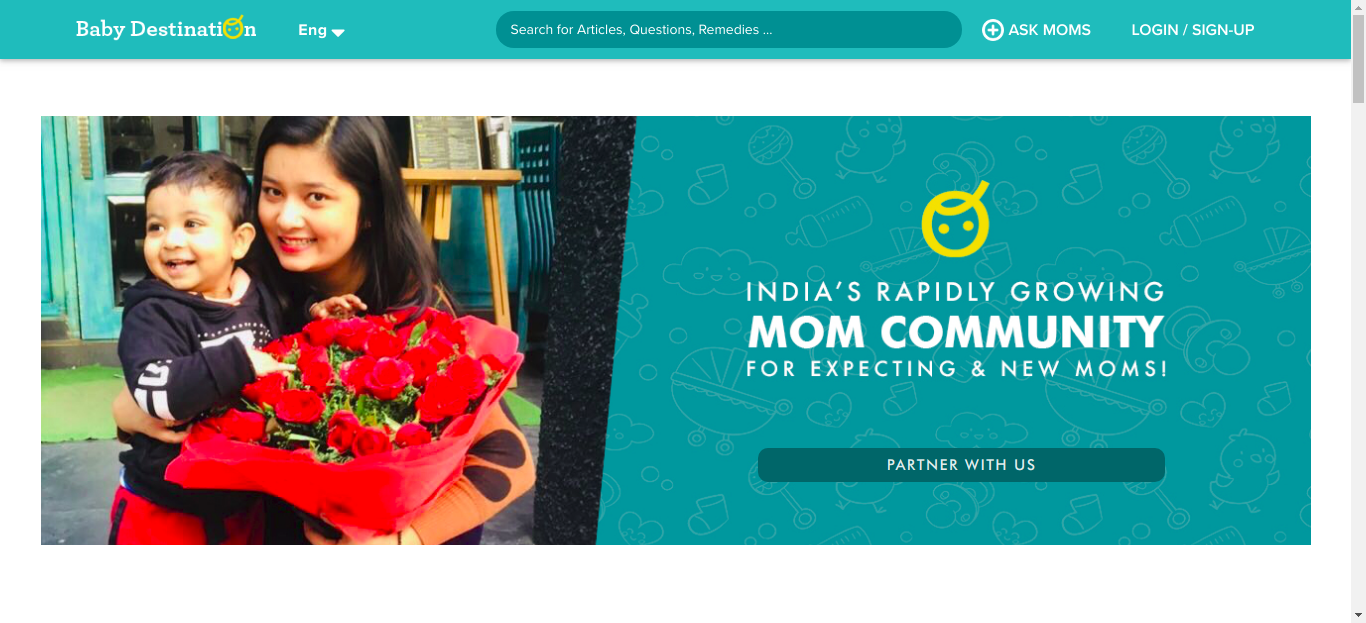 Baby Destination
Eng
Search for Articles, Questions, Remedies ...
ASK MOMS
LOGIN / SIGN-UP
INDIA'S RAPIDLY GROWING
MOM COMMUNITY
FOR EXPECTING & NEW MOMS!
PARTNER WITH US